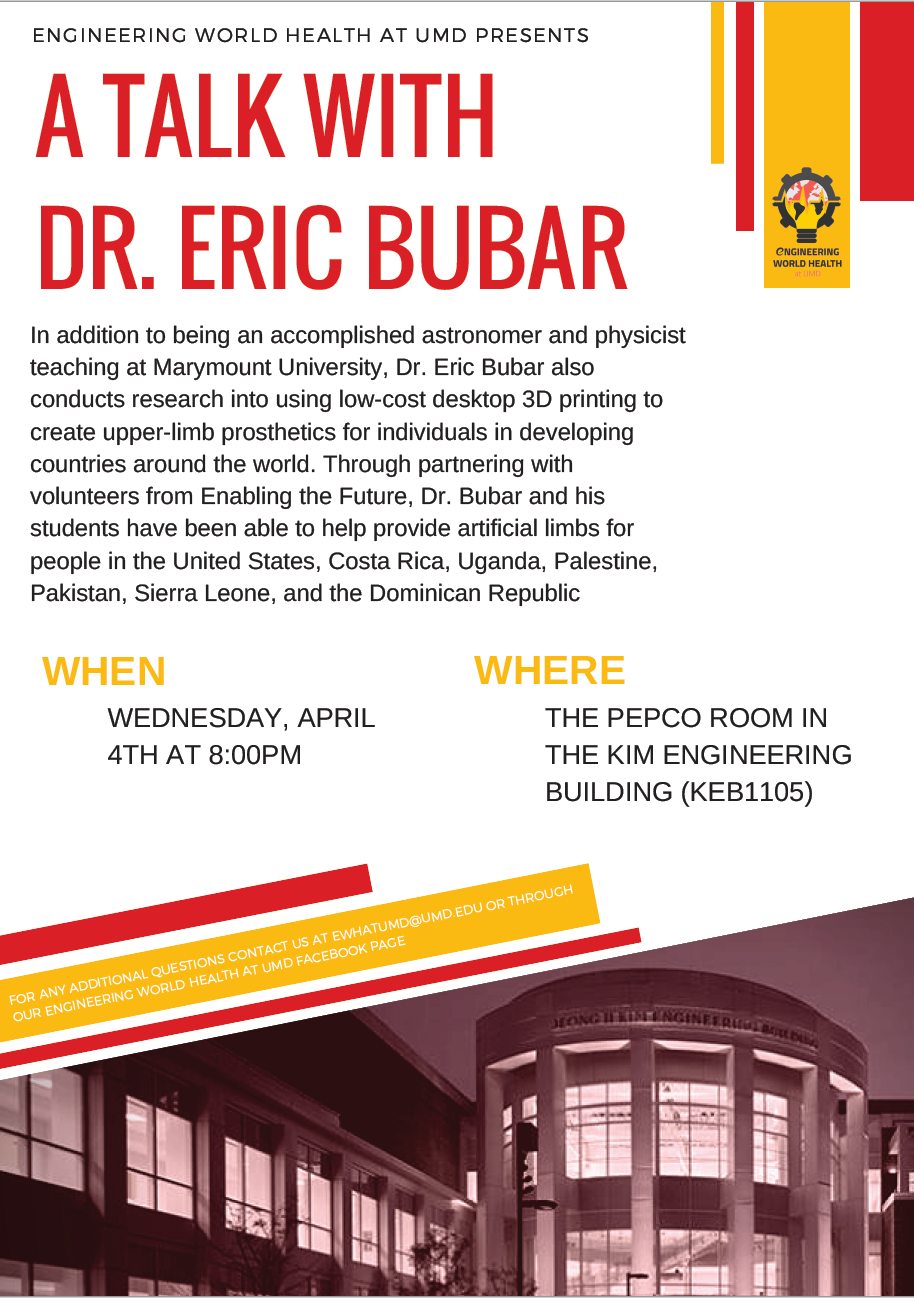 ENGINEERING WORLD HEALTH AT UMD PRESENTS
A TALK WITH
DR. ERIC BUBAR
eNGINEERING
WORLD HEALTH
at UMD
In addition to being an accomplished astronomer and physicist
teaching at Marymount University, Dr. Eric Bubar also
conducts research into using low-cost desktop 3D printing to
create upper-limb prosthetics for individuals in developing
countries around the world. Through partnering with
volunteers from Enabling the Future, Dr. Bubar and his
students have been able to help provide artificial limbs for
people in the United States, Costa Rica, Uganda, Palestine,
Pakistan, Sierra Leone, and the Dominican Republic
WHEN
WEDNESDAY, APRIL
4TH AT 8:00PM
WHERE
THE PEPCO ROOM IN
THE KIM ENGINEERING
BUILDING (KEB1105)
FOR ANY ADDITIONAL QUESTIONS CONTACT US AT EWHATUMD@UMD.EDU OR THROUGH
OUR ENGINEERING WORLD HEALTH AT UMD FACEBOOK PAGE
JEONG H KIM ENGINEERING BUILDING